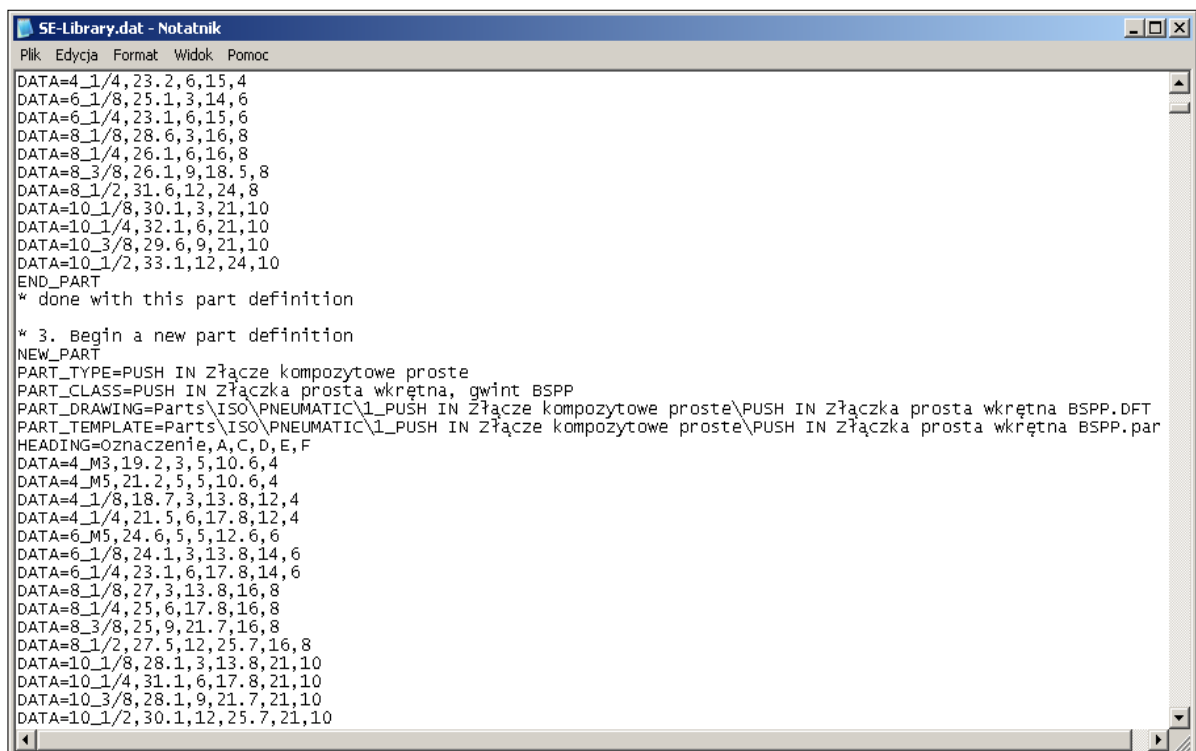 SE-Library.dat - Notatnik
Plik Edycja Format Widok Pomoc
DATA=4_1/4,23.2,6,15,4
DATA=6_1/8,25.1,3,14,6
DATA=6_1/4,23.1,6,15,6
DATA=8_1/8,28.6,3,16,8
DATA=8_1/4,26.1,6,16,8
DATA=8_3/8,26.1,9,18.5,8
DATA=8_1/2,31.6,12,24,8
DATA=10_1/8,30.1,3,21,10
DATA=10_1/4,32.1,6,21,10
DATA=10_3/8,29.6,9,21,10
DATA=10_1/2,33.1,12,24,10
END_PART
* done with this part definition
* 3. Begin a new part definition
NEW_PART
PART_TYPE=PUSH IN Złącze kompozytowe proste
PART_CLASS=PUSH IN Złączka prosta wkrętna, gwint BSPP
PART_DRAWING=Parts\ISO\PNEUMATIC\1_PUSH IN Złącze kompozytowe proste\PUSH IN Złączka prosta wkrętna BSPP.DFT
PART_TEMPLATE=Parts\ISO\PNEUMATIC\1_PUSH IN Złącze kompozytowe proste\PUSH IN Złączka prosta wkrętna BSPP.par
HEADING=Oznaczenie,A,C,D,E,F
DATA=4_M3,19.2,3,5,10.6,4
DATA=4_M5,21.2,5,5,10.6,4
DATA=4_1/8,18.7,3,13.8,12,4
DATA=4_1/4,21.5,6,17.8,12,4
DATA=6_M5,24.6,5,5,12.6,6
DATA=6_1/8,24.1,3,13.8,14,6
DATA=6_1/4,23.1,6,17.8,14,6
DATA=8_1/8,27,3,13.8,16,8
DATA=8_1/4,25,6,17.8,16,8
DATA=8_3/8,25,9,21.7,16,8
DATA=8_1/2,27.5,12,25.7,16,8
DATA=10_1/8,28.1,3,13.8,21,10
DATA=10_1/4,31.1,6,17.8,21,10
DATA=10_3/8,28.1,9,21.7,21,10
DATA=10_1/2,30.1,12,25.7,21,10